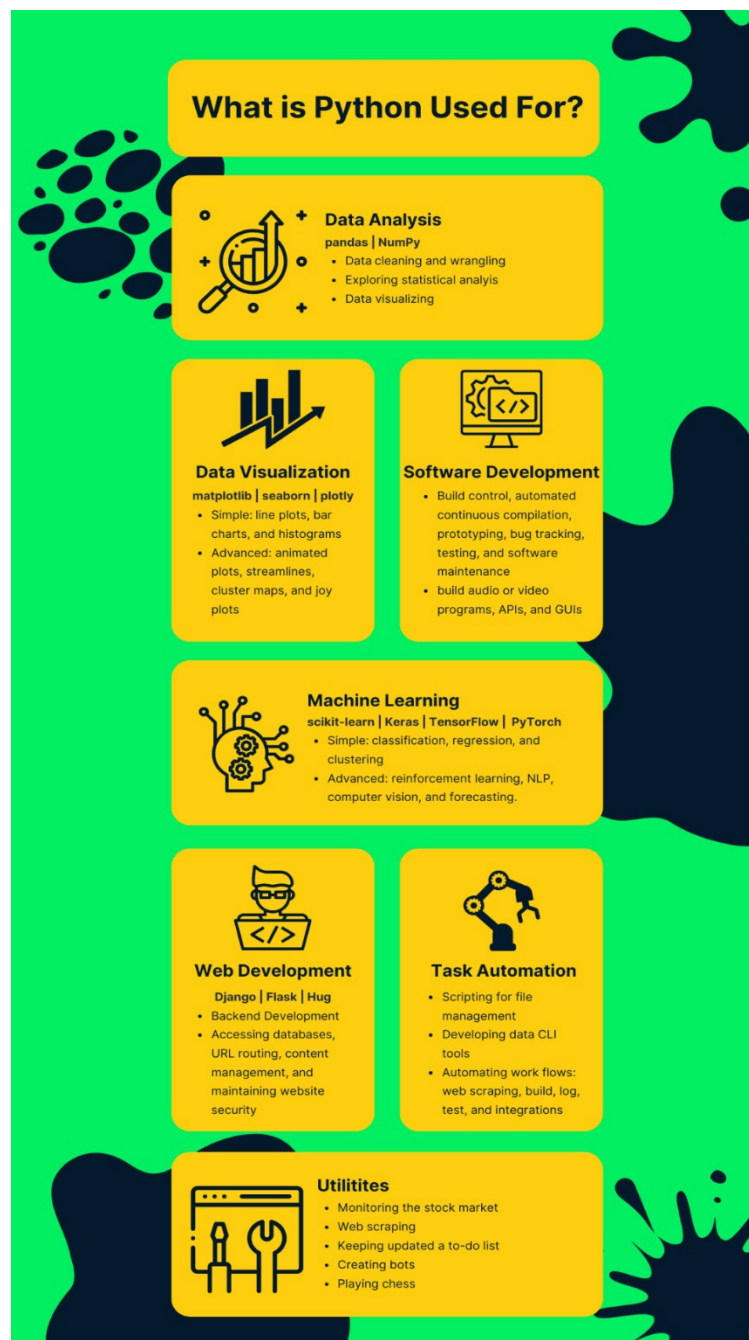 What is Python Used For?
Data Analysis
pandas | NumPy
• Data cleaning and wrangling
• Exploring statistical analyis
• Data visualizing
Data Visualization
matplotlib | seaborn | plotly
• Simple: line plots, bar
charts, and histograms
• Advanced: animated
plots, streamlines,
cluster maps, and joy
plots
Software Development
• Build control, automated
continuous compilation,
prototyping, bug tracking,
testing, and software
maintenance
• build audio or video
programs, APIs, and GUIs
Machine Learning
scikit-learn | Keras | TensorFlow | PyTorch
• Simple: classification, regression, and
clustering
• Advanced: reinforcement learning, NLP,
computer vision, and forecasting.
</>
Web Development
Django | Flask | Hug
• Backend Development
• Accessing databases,
URL routing, content
management, and
maintaining website
security
Task Automation
• Scripting for file
management
• Developing data CLI
tools
• Automating work flows:
web scraping, build, log,
test, and integrations
Utilitites
• Monitoring the stock market
• Web scraping
• Keeping updated a to-do list
• Creating bots
• Playing chess